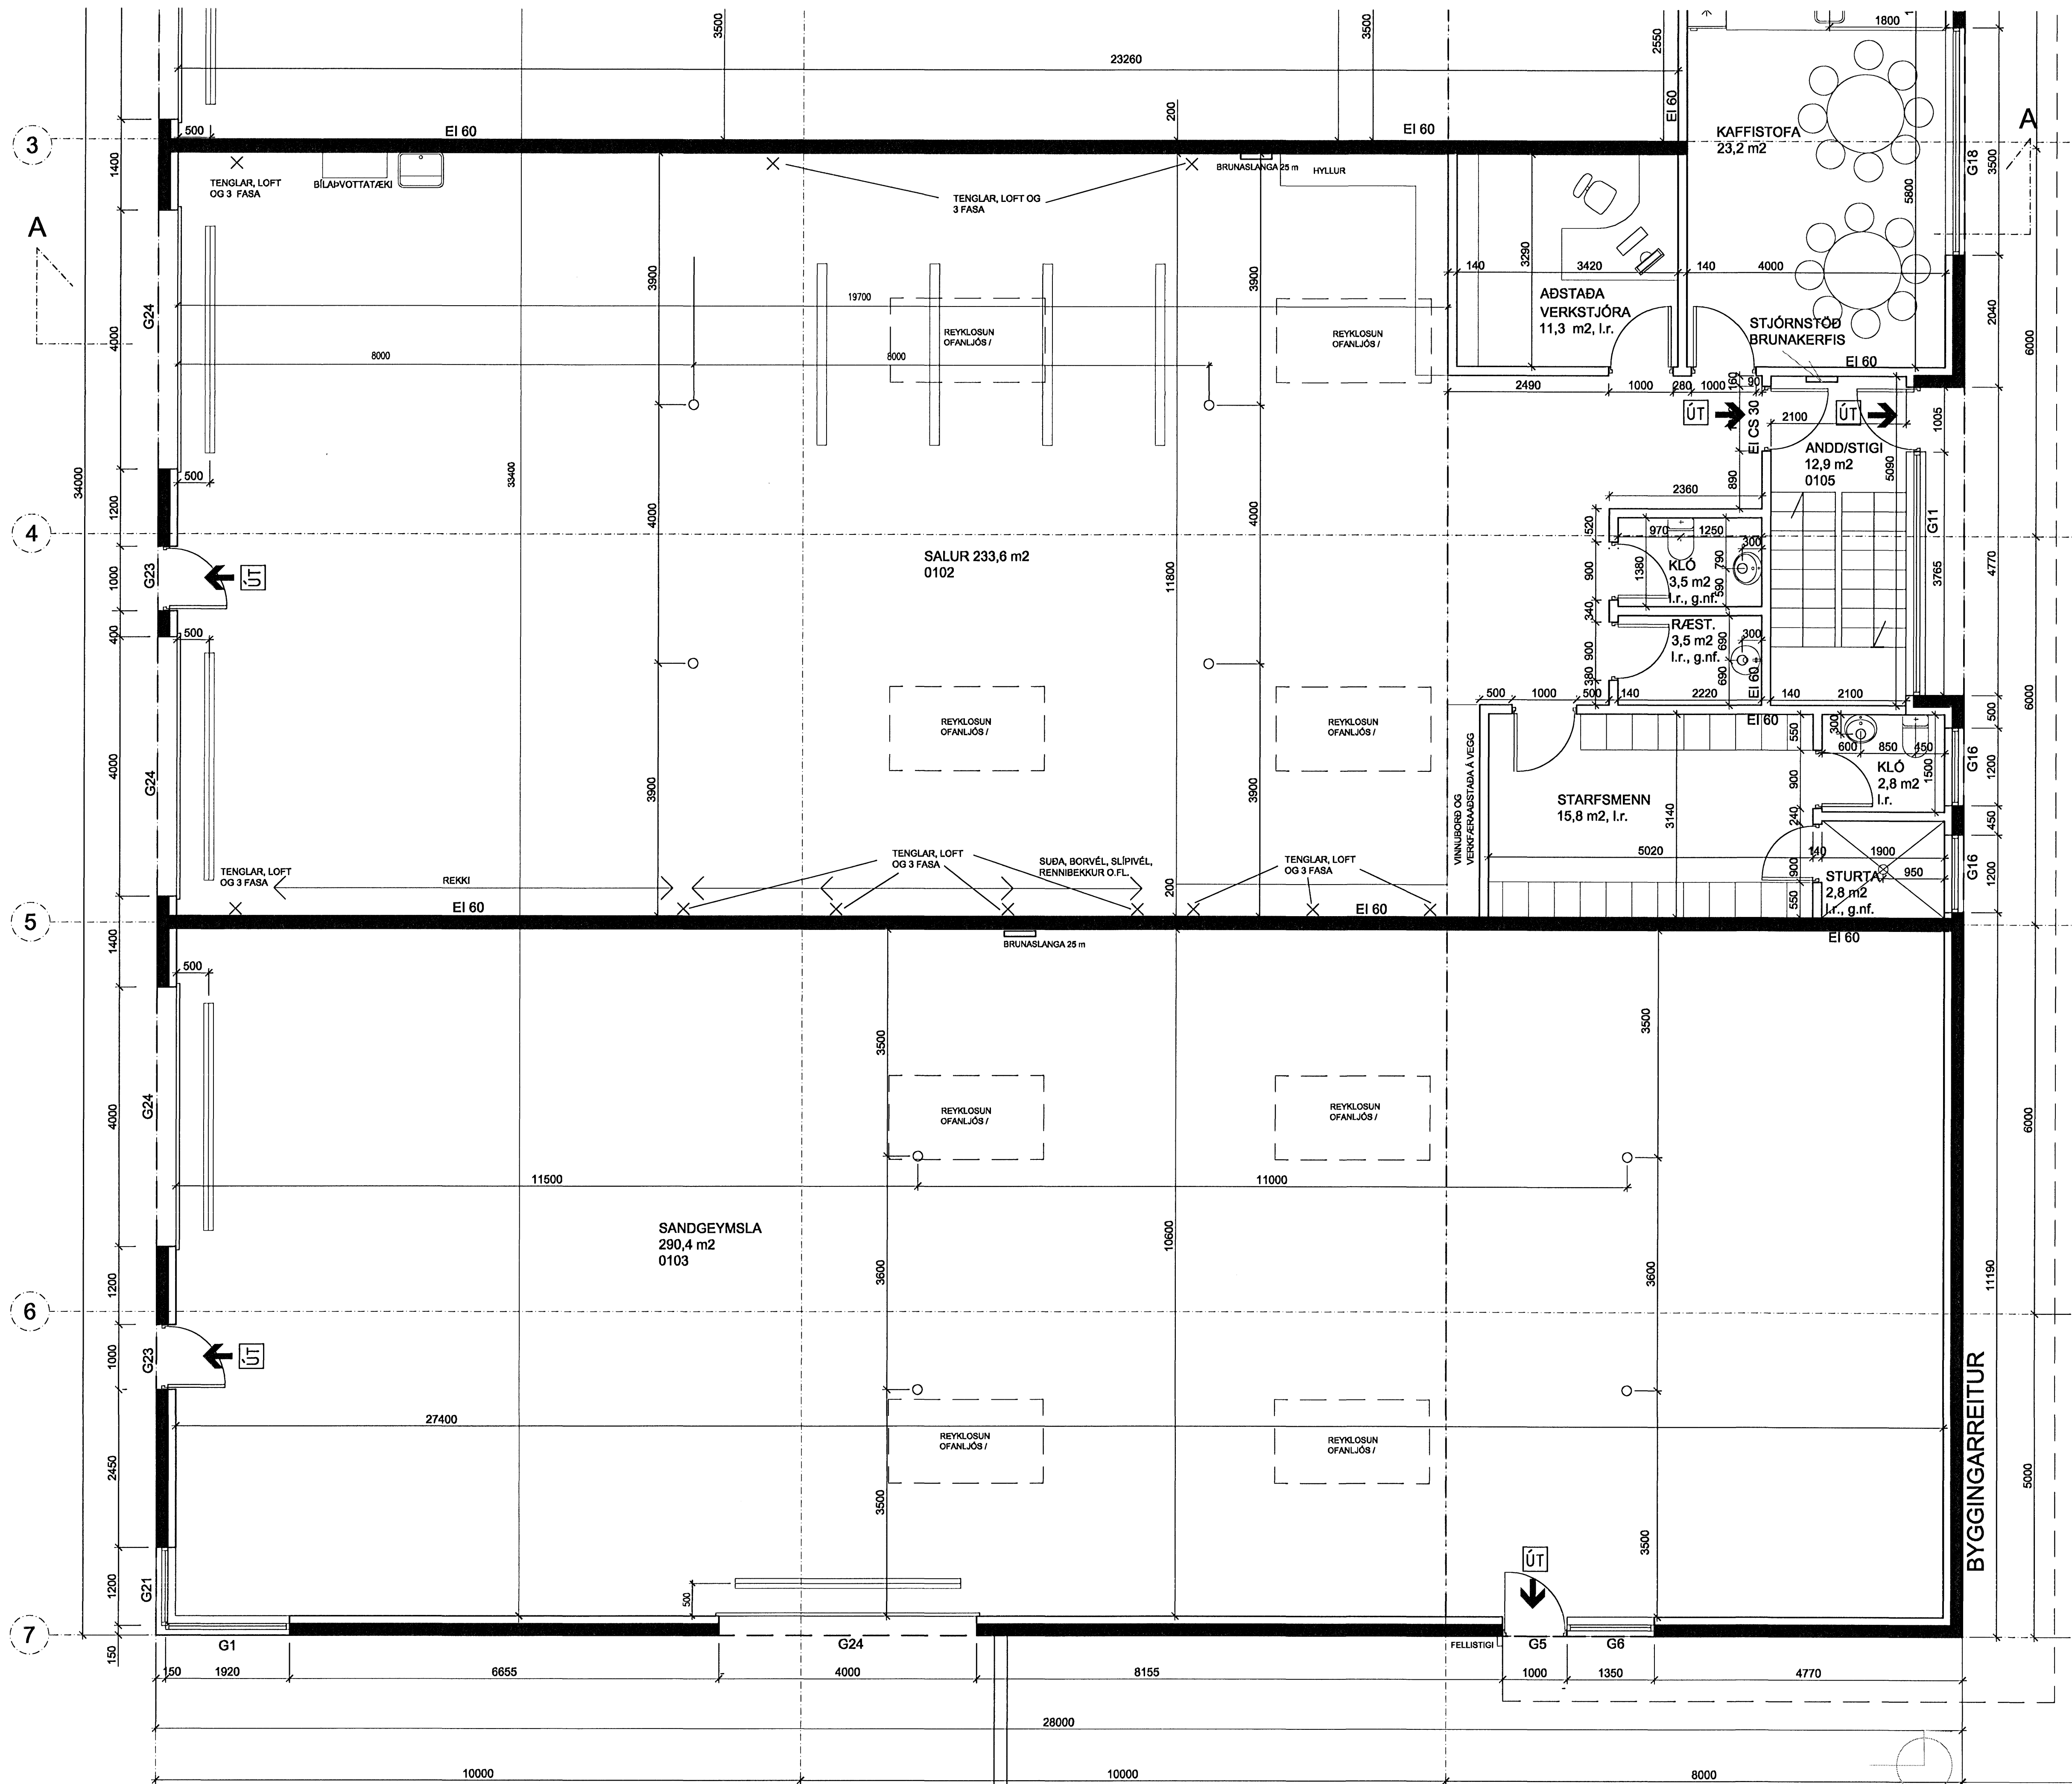 3500
3500
2550
1800
23260
200
500
EI 60
EI 60
EI 60
KAFFISTOFA
23,2 m2
A
3
1400
G18
3500
TENGLAR, LOFT
OG 3 FASA
BÍLAÞVOTTATÆKI
TENGLAR, LOFT OG
3 FASA
BRUNASLANGA 25 m
HYLLUR
5800
A
3900
3900
3290
140
3420
140
4000
19700
AÐSTAÐA
VERKSTJÓRA
11,3 m2, l.r.
G24
4000
REYKLOSUN
OFANLJÓS /
REYKLOSUN
OFANLJÓS /
STJÓRNSTÖÐ
BRUNAKERFIS
2040
6000
8000
8000
EI 60
2490
1000
280
1000
160
90
ÚT
EI CS 30
ÚT
2100
1005
ANDD/STIGI
12,9 m2
0105
5090
34000
500
33400
890
2360
1200
4000
4000
520
970
1250
300
G11
4
SALUR 233,6 m2
0102
11800
1000
G23
ÚT
900
1380
KLÓ
3,5 m2
l.r., g.nf.
790
590
3765
4770
400
500
340
RÆST.
3,5 m2
l.r., g.nf.
300
900
690
690
380
EI 60
500
1000
500
140
2220
140
2100
6000
REYKLOSUN
OFANLJÓS /
REYKLOSUN
OFANLJÓS /
EI 60
500
550
300
600
850
450
G16
1200
4000
G24
3900
3900
VINNUBORÐ OG
VERKFÆRAAÐSTAÐA Á VEGG
STARFSMENN
15,8 m2, l.r.
3140
900
KLÓ
2,8 m2
l.r.
1500
240
450
TENGLAR, LOFT
OG 3 FASA
REKKI
TENGLAR, LOFT
OG 3 FASA
SUÐA, BORVÉL, SLÍPIVÉL,
RENNIBEKKUR O.FL.
TENGLAR, LOFT
OG 3 FASA
200
5020
140
1900
900
950
STURTA
2,8 m2
l.r., g.nf.
G16
1200
550
EI 60
EI 60
5
EI 60
1400
BRUNASLANGA 25 m
500
3500
3500
G24
4000
REYKLOSUN
OFANLJÓS /
REYKLOSUN
OFANLJÓS /
6000
11500
11000
SANDGEYMSLA
290,4 m2
0103
10600
3600
3600
1200
11190
6
1000
G23
ÚT
27400
REYKLOSUN
OFANLJÓS /
REYKLOSUN
OFANLJÓS /
2450
3500
3500
5000
BYGGINGARREITUR
ÚT
1200
G21
500
7
150
G1
G24
FELLISTIGI
G5
G6
150
1920
6655
4000
8155
1000
1350
4770
28000
10000
10000
8000